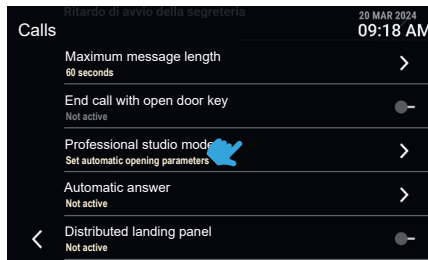 Ritardo di avvio della segreteria
20 MAR 2024
Calls
09:18 AM
Maximum message length
60 seconds
End call with open door key
Not active
Professional studio mode
Set automatic opening parameters
Automatic answer
Not active
Distributed landing panel
Not active